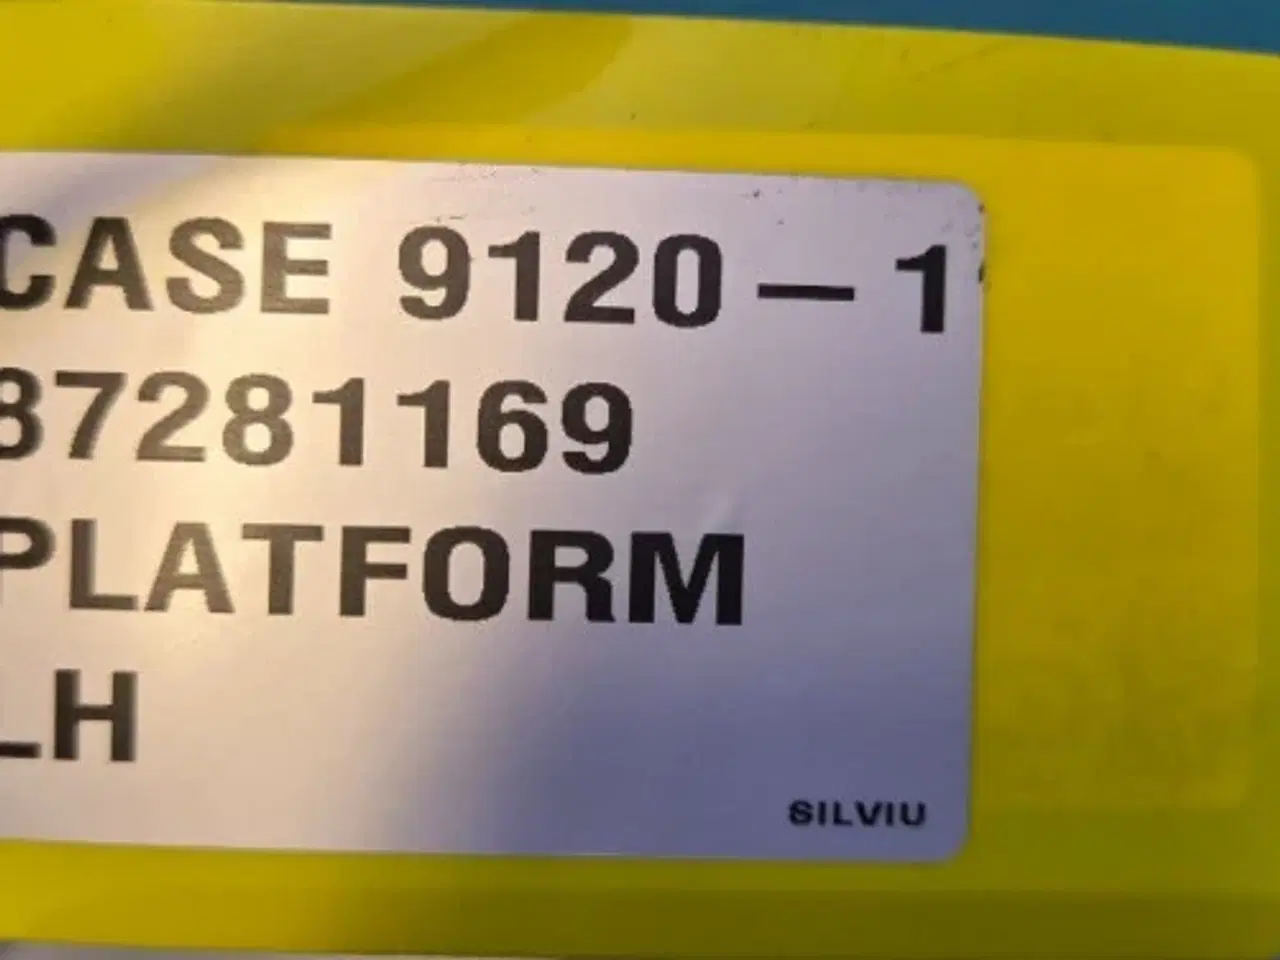 CASE 9120 — 1
87281169
PLATFORM
LH
SILVIU